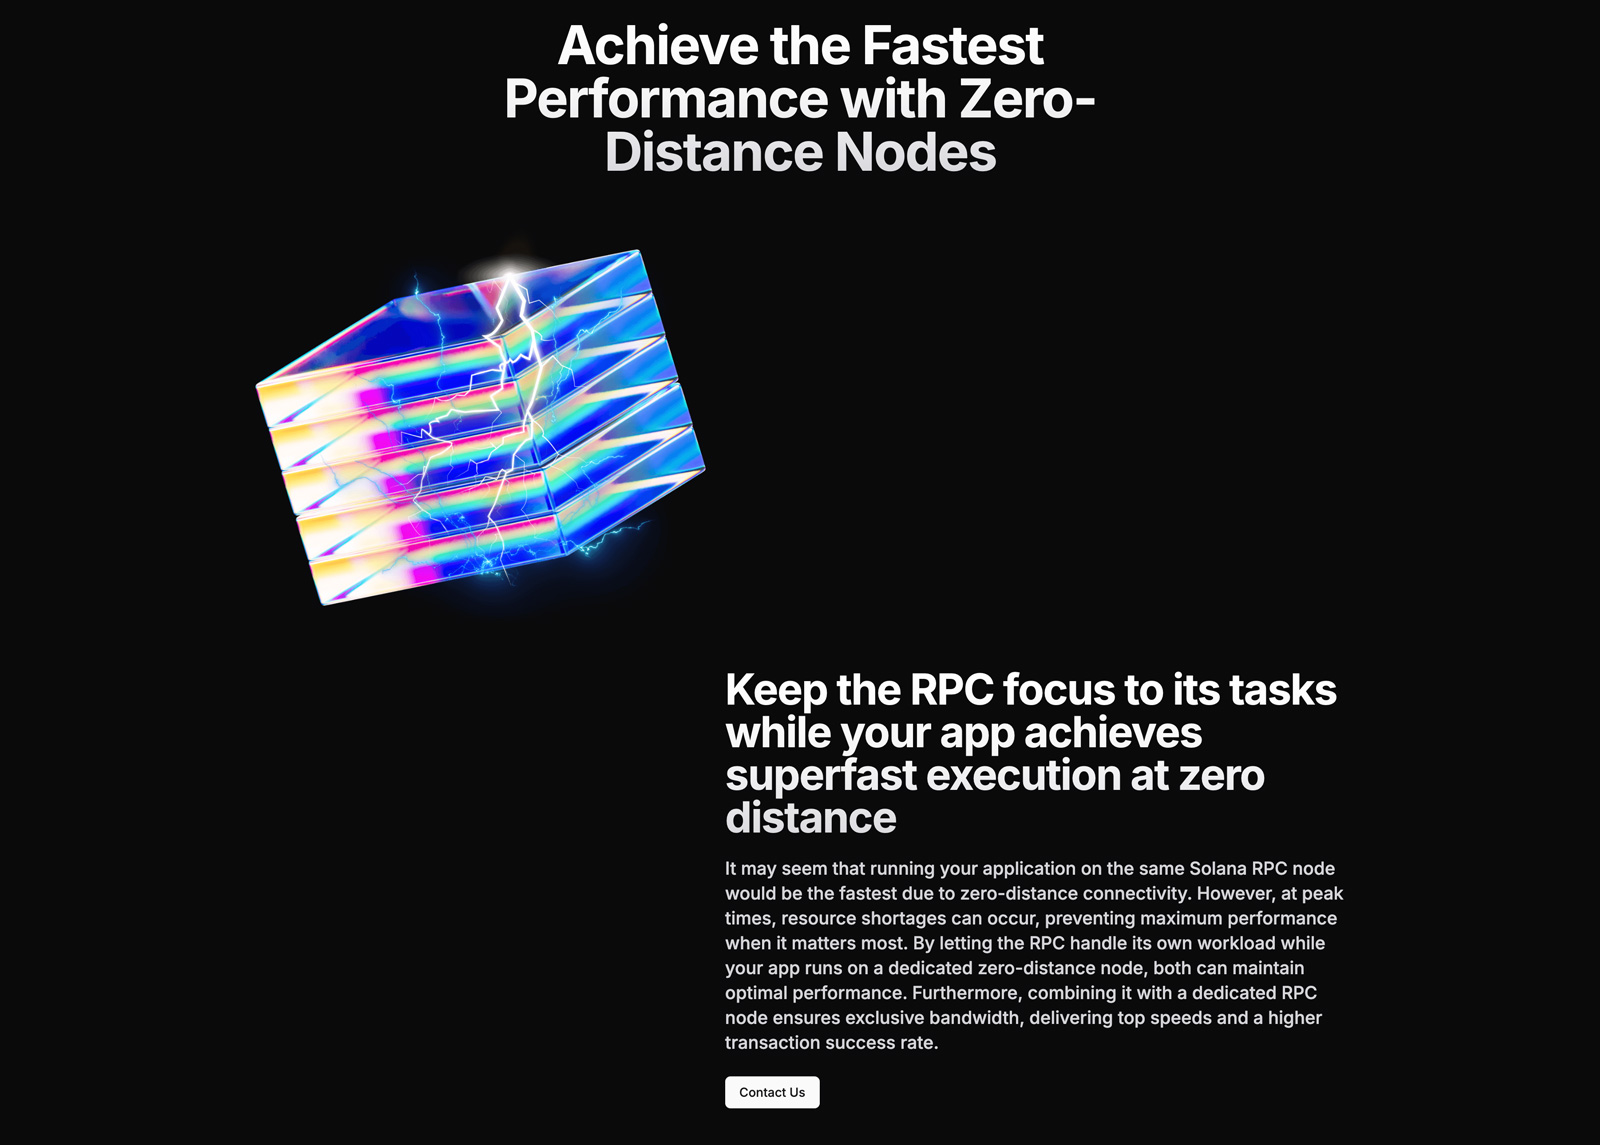 Achieve the Fastest
Performance with Zero-
Distance Nodes
Keep the RPC focus to its tasks
while your app achieves
superfast execution at zero
distance
It may seem that running your application on the same Solana RPC node
would be the fastest due to zero-distance connectivity. However, at peak
times, resource shortages can occur, preventing maximum performance
when it matters most. By letting the RPC handle its own workload while
your app runs on a dedicated zero-distance node, both can maintain
optimal performance. Furthermore, combining it with a dedicated RPC
node ensures exclusive bandwidth, delivering top speeds and a higher
transaction success rate.
Contact Us